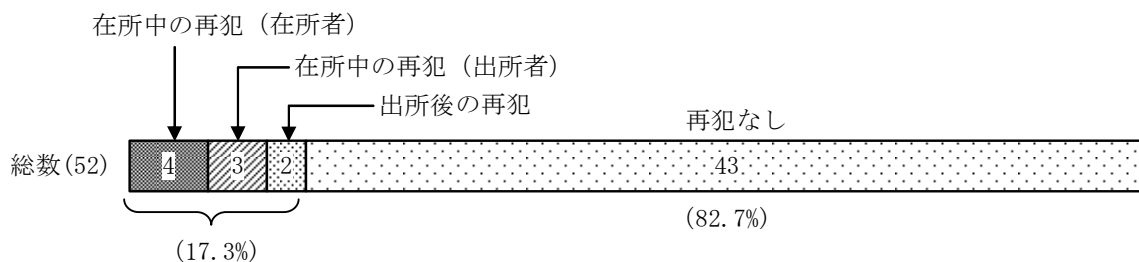 在所中の再犯（在所者）
在所中の再犯（出所者）
出所後の再犯
再犯なし
総数(52) 4 3 2 43
(82.7%)
(17.3%)